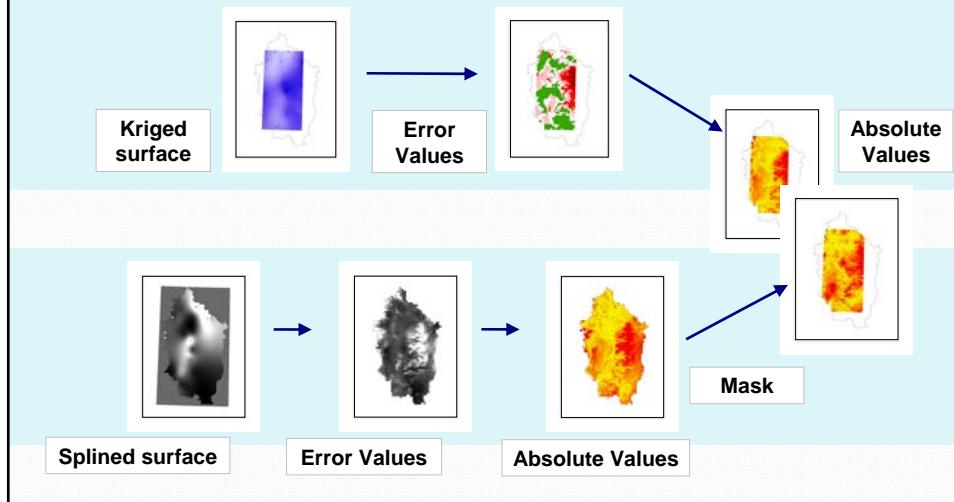 Kriged
surface
Error
Values
Absolute
Values
Mask
Splined surface
Error Values
Absolute Values